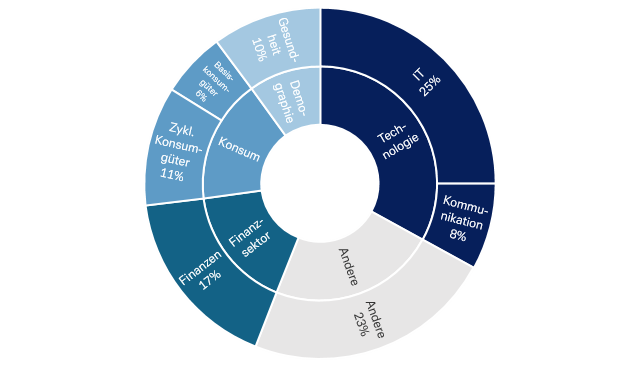 IT
25%
Tech-
nologie
Kommu-
nikation
8%
Andere
Andere
23%
Finanz-
sektor
Finanzen
17%
Konsum
Zykl.
Konsum-
güter
11%
Basis-
konsum-
güter
6%
Demo-
graphie
Gesund-
heit
10%